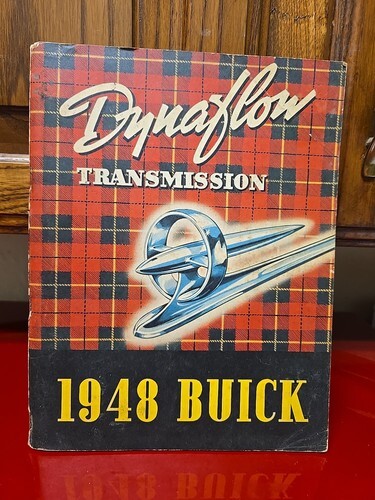 Dynaflow
TRANSMISSION
1948 BUICK